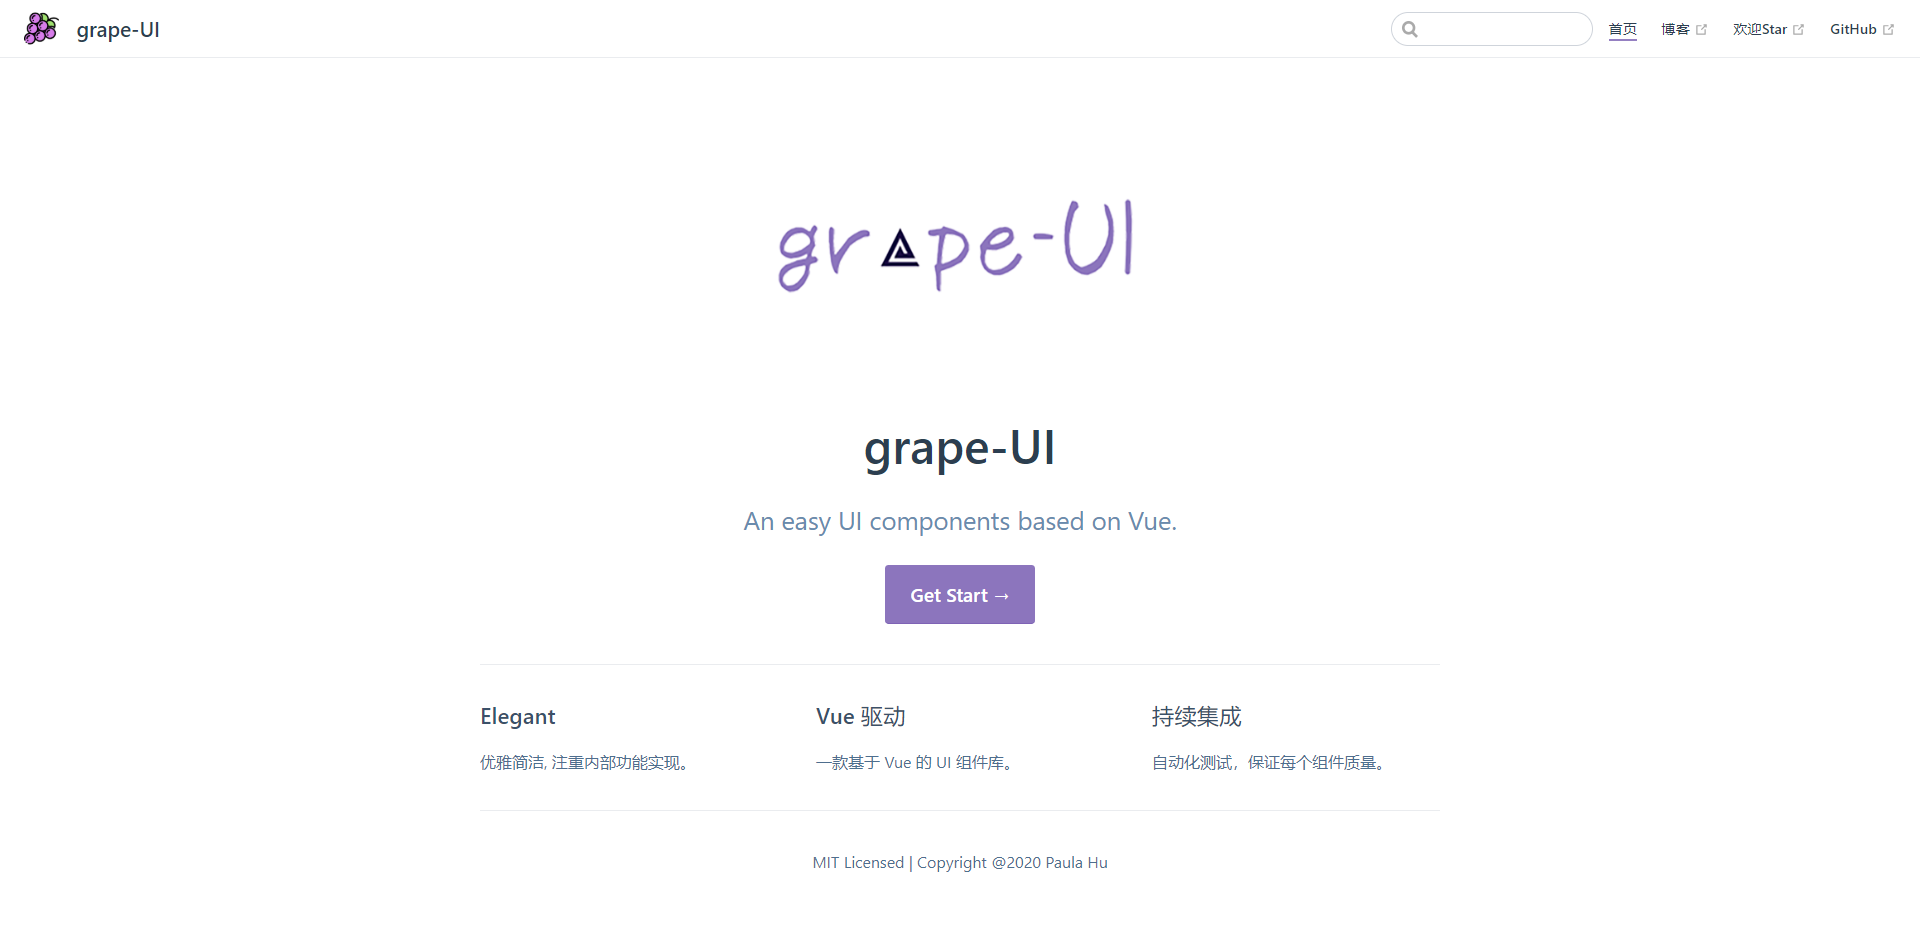 grape-UI
首页 博客 欢迎Star GitHub
grape-UI
grape-UI
An easy UI components based on Vue.
Get Start →
Elegant
优雅简洁, 注重内部功能实现。
Vue 驱动
一款基于 Vue 的 UI 组件库。
持续集成
自动化测试，保证每个组件质量。
MIT Licensed | Copyright @2020 Paula Hu